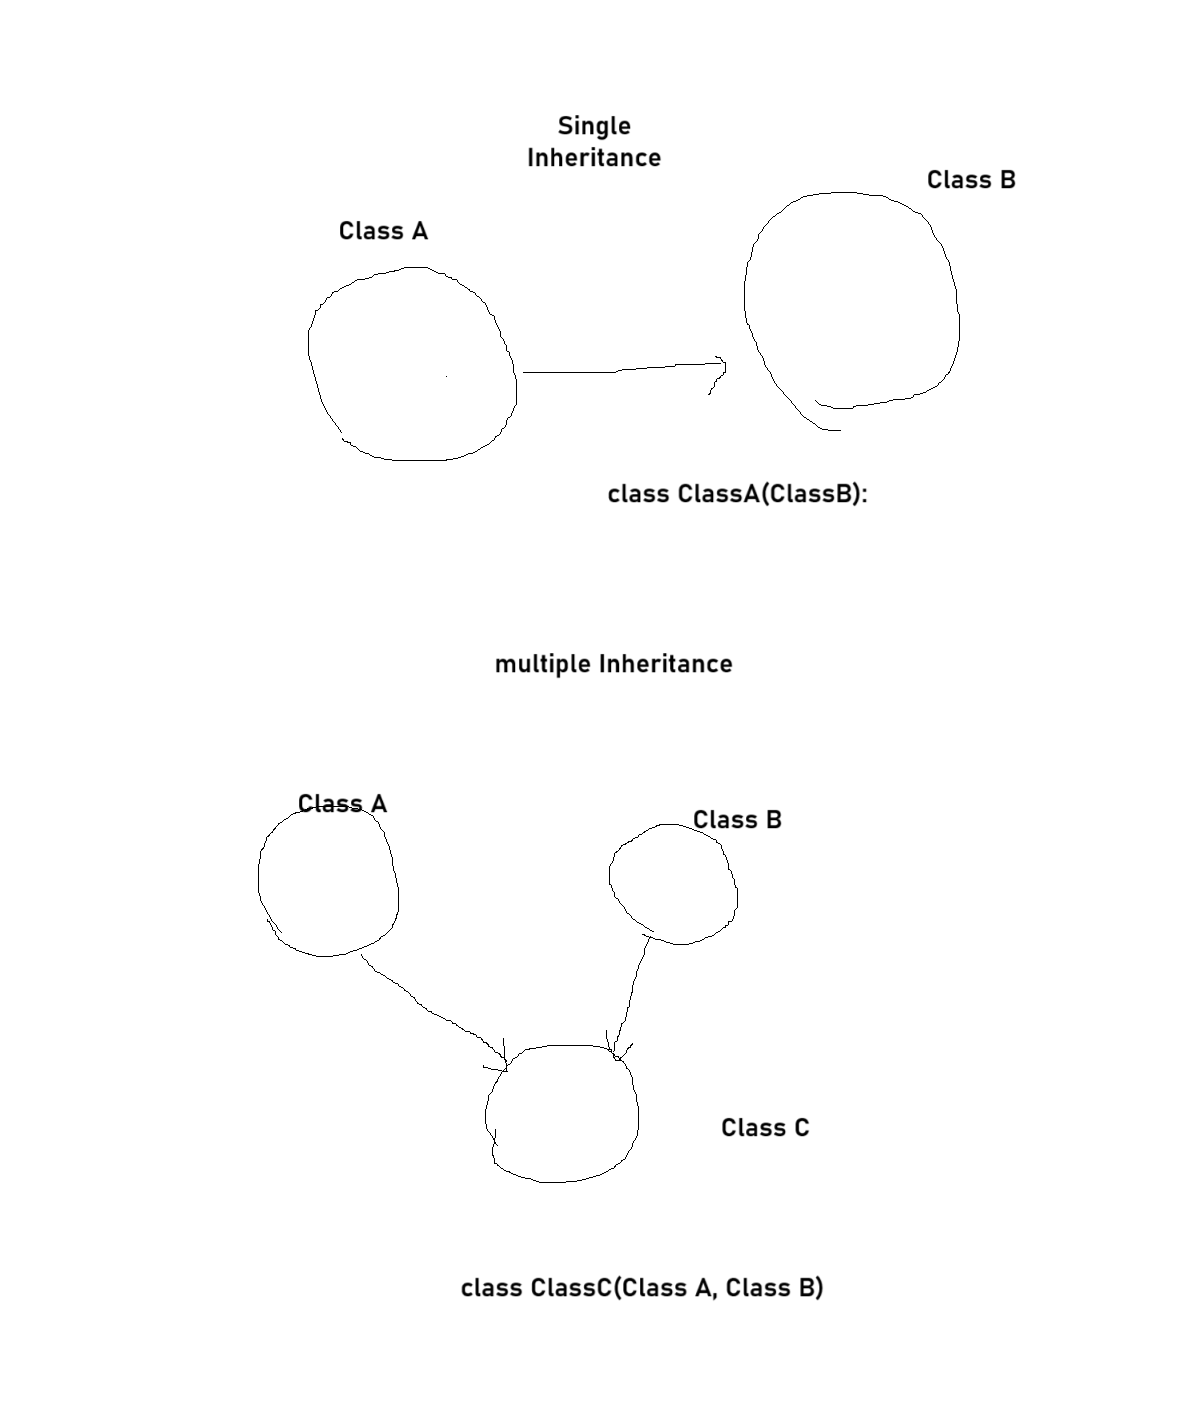 Single
Inheritance
Class B
Class A
class ClassA(ClassB):
multiple Inheritance
Class A
Class B
Class C
class ClassC(Class A, Class B)